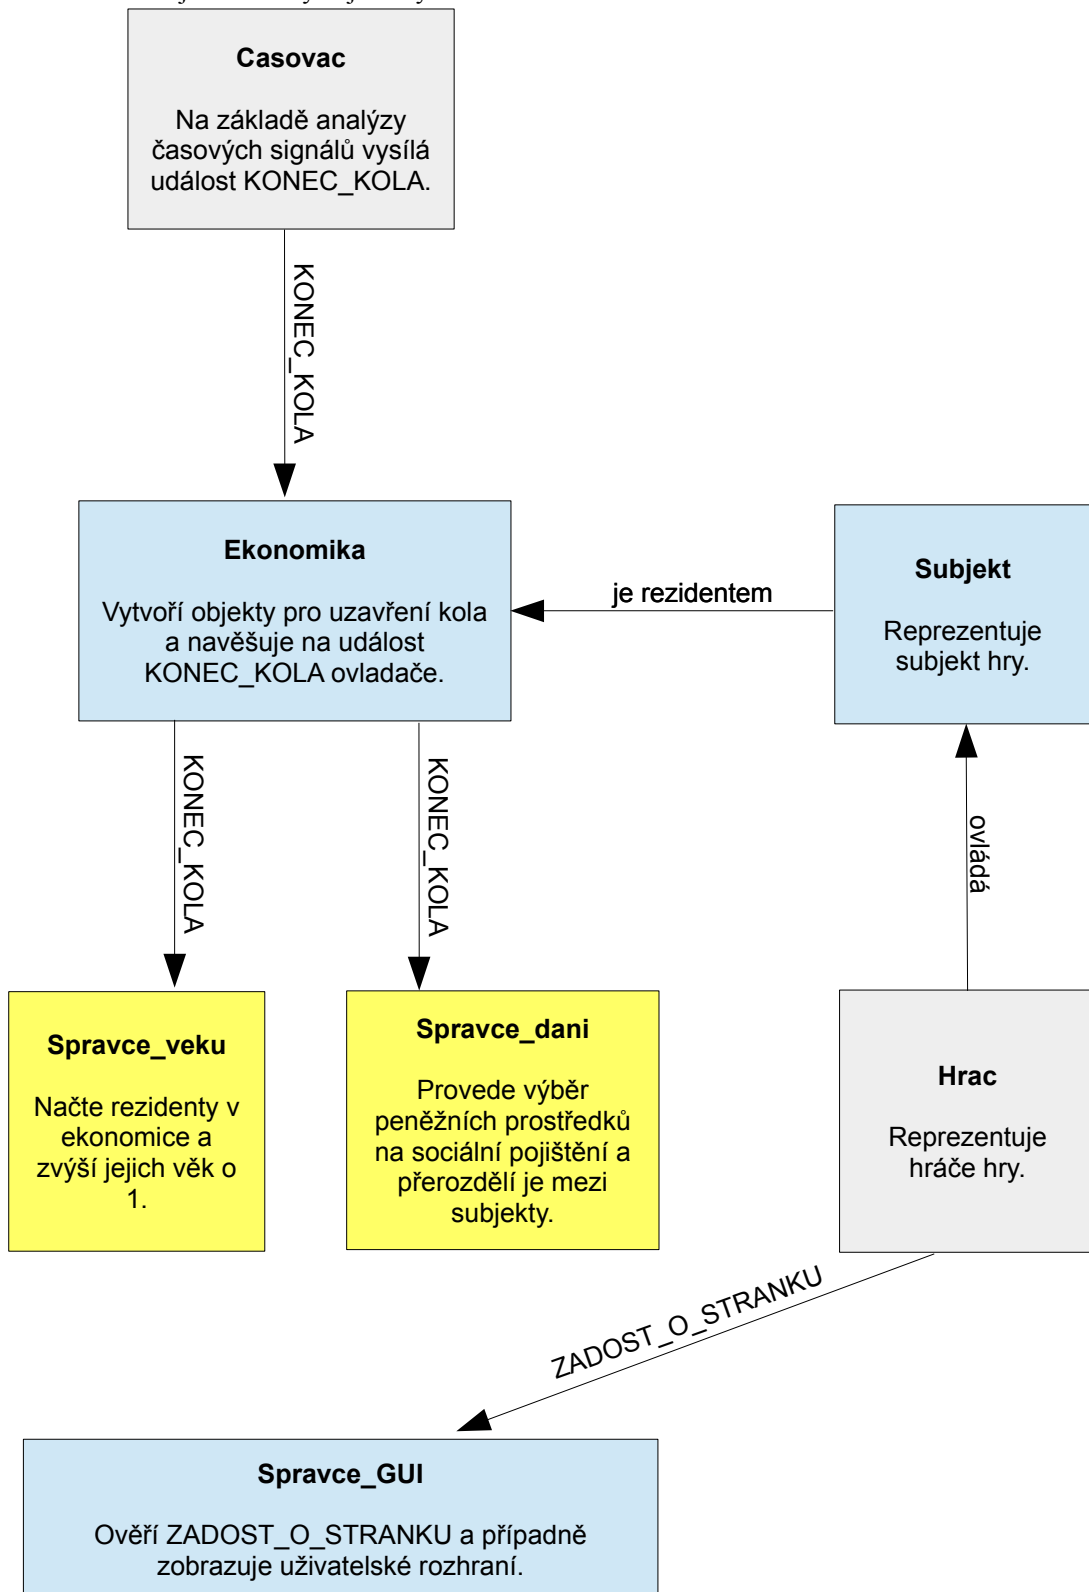 Casovac
Na základě analýzy
časových signálů vysílá
událost KONEC_KOLA.
KONEC_KOLA
Ekonomika
Vytvoří objekty pro uzavření kola
a navěšuje na událost
KONEC_KOLA ovladače.
je rezidentem
Subjekt
Reprezentuje
subjekt hry.
KONEC_KOLA
KONEC_KOLA
ovládá
Spravce_veku
Načte rezidenty v
ekonomice a
zvýší jejich věk o
1.
Spravce_dani
Provede výběr
peněžních prostředků
na sociální pojištění a
přerozdělí je mezi
subjekty.
Hrac
Reprezentuje
hráče hry.
ZADOST_O_STRANKU
Spravce_GUI
Ověří ZADOST_O_STRANKU a případně
zobrazuje uživatelské rozhraní.